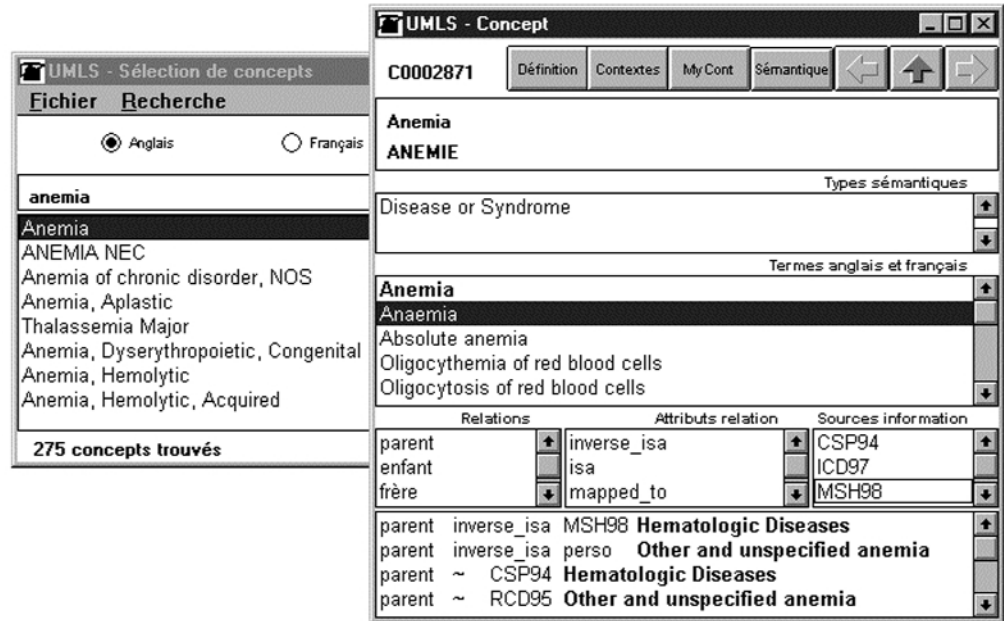 UMLS - Sélection de concepts
Fichier Recherche
Anglais Français
anemia
Anemia
ANEMIA NEC
Anemia of chronic disorder, NOS
Anemia, Aplastic
Thalassemia Major
Anemia, Dyserythropoietic, Congenital
Anemia, Hemolytic
Anemia, Hemolytic, Acquired
275 concepts trouvés
UMLS - Concept
C0002871 Définition Contextes My Cont Sémantique
Anemia
ANEMIE
Types sémantiques
Disease or Syndrome
Termes anglais et français
Anemia
Anaemia
Absolute anemia
Oligocythemia of red blood cells
Oligocytosis of red blood cells
Relations Attributs relation Sources information
parent inverse_isa CSP94
enfant isa ICD97
frère mapped_to MSH98
parent inverse_isa MSH98 Hematologic Diseases
parent inverse_isa perso Other and unspecified anemia
parent ~ CSP94 Hematologic Diseases
parent ~ RCD95 Other and unspecified anemia